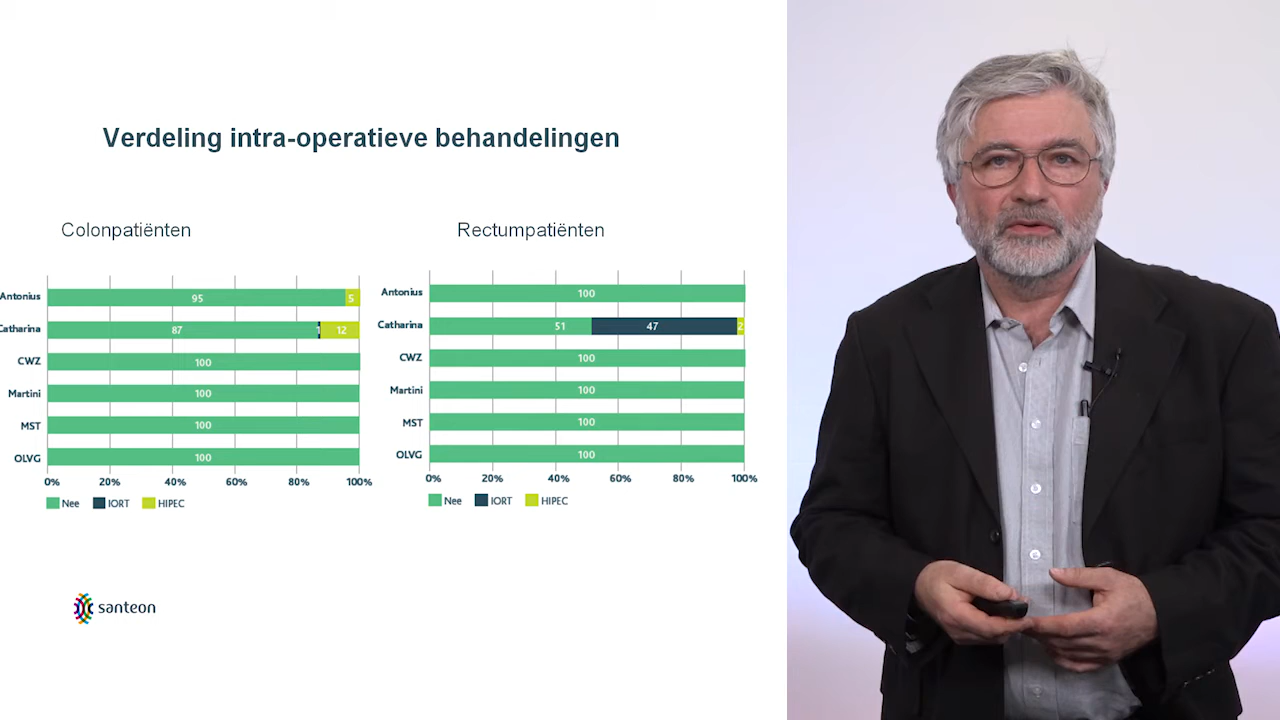 Verdeling intra-operatieve behandelingen
Colonpatiënten
Antonius 95 5
Catharina 87 1 12
CWZ 100
Martini 100
MST 100
OLVG 100
0% 20% 40% 60% 80% 100%
Nee IORT HIPEC
Rectumpatiënten
Antonius 100
Catharina 51 47 2
CWZ 100
Martini 100
MST 100
OLVG 100
0% 20% 40% 60% 80% 100%
Nee IORT HIPEC
santeon